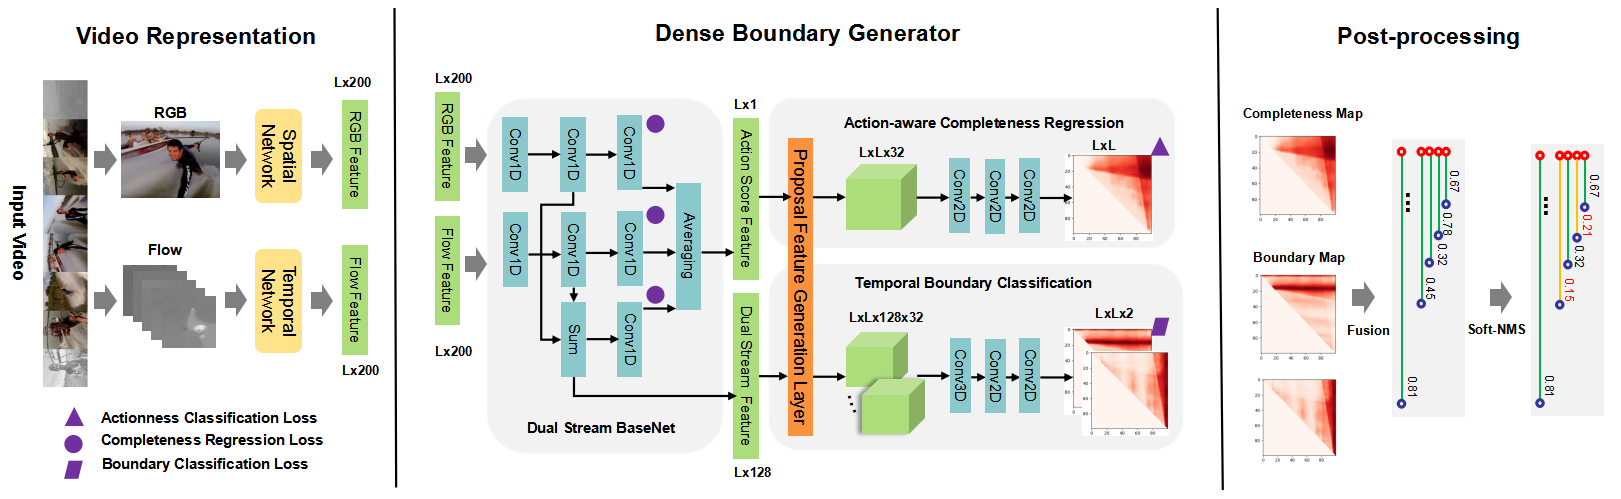 Video Representation
Input Video
RGB
Flow
Spatial
Network
Temporal
Network
Lx200
RGB Feature
Flow Feature
Lx200
Actionness Classification Loss
Completeness Regression Loss
Boundary Classification Loss
Dense Boundary Generator
Lx200
RGB Feature
Flow Feature
Lx200
Conv1D
Conv1D
Conv1D
Conv1D
Conv1D
Conv1D
Sum
Conv1D
Averaging
Dual Stream BaseNet
Lx1
Action Score Feature
Dual Stream Feature
Lx128
Proposal Feature Generation Layer
Action-aware Completeness Regression
LxLx32
Conv2D
Conv2D
Conv2D
LxL
Temporal Boundary Classification
LxLx128x32
...
Conv3D
Conv2D
Conv2D
LxLx2
Post-processing
Completeness Map
Boundary Map
Fusion
...
0.67
0.78
0.32
0.45
0.81
Soft-NMS
...
0.67
0.21
0.32
0.15
0.81